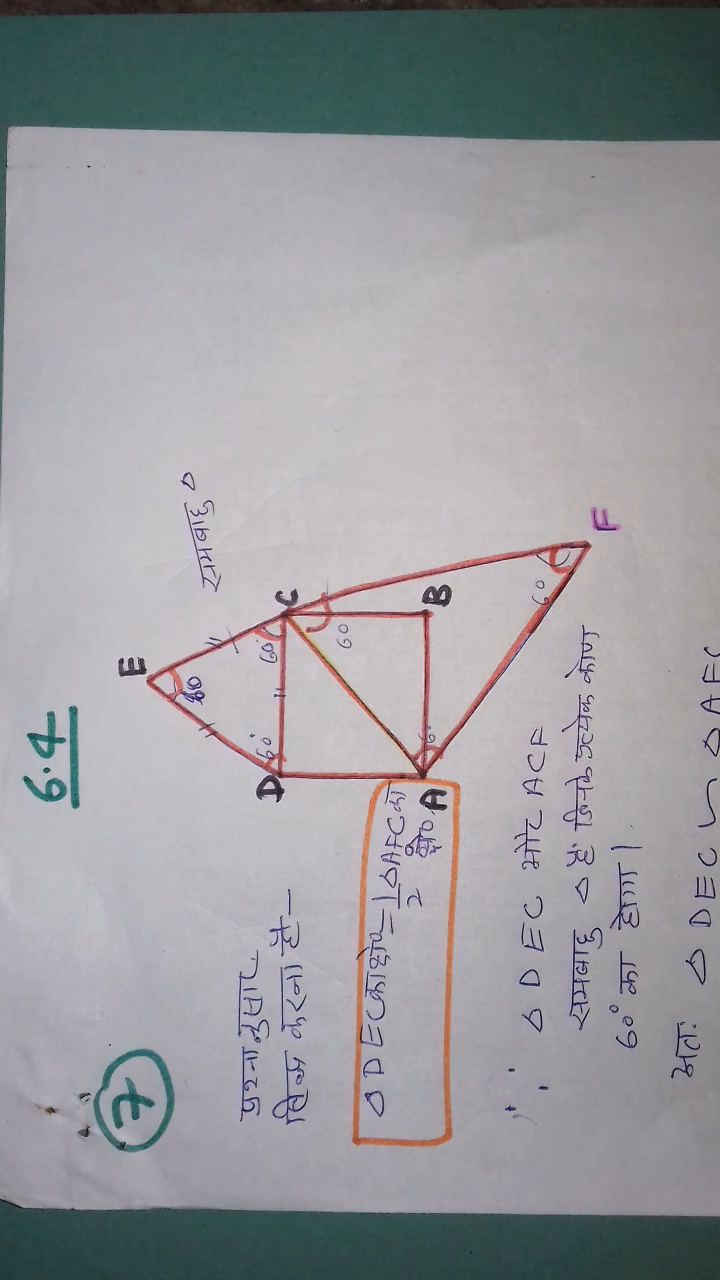 6.4
7
प्रश्नानुसार
सिद्ध करना है—
△DEC का क्षे० = 1/2 △AFC का क्षे०
समबाहु △
E
60
60°
60°
D
C
60
A
60
B
60
F
∵ △DEC और ACF
समबाहु △ हैं जिनके प्रत्येक कोण
60° का होगा।
अतः △DEC ∽ △AFC